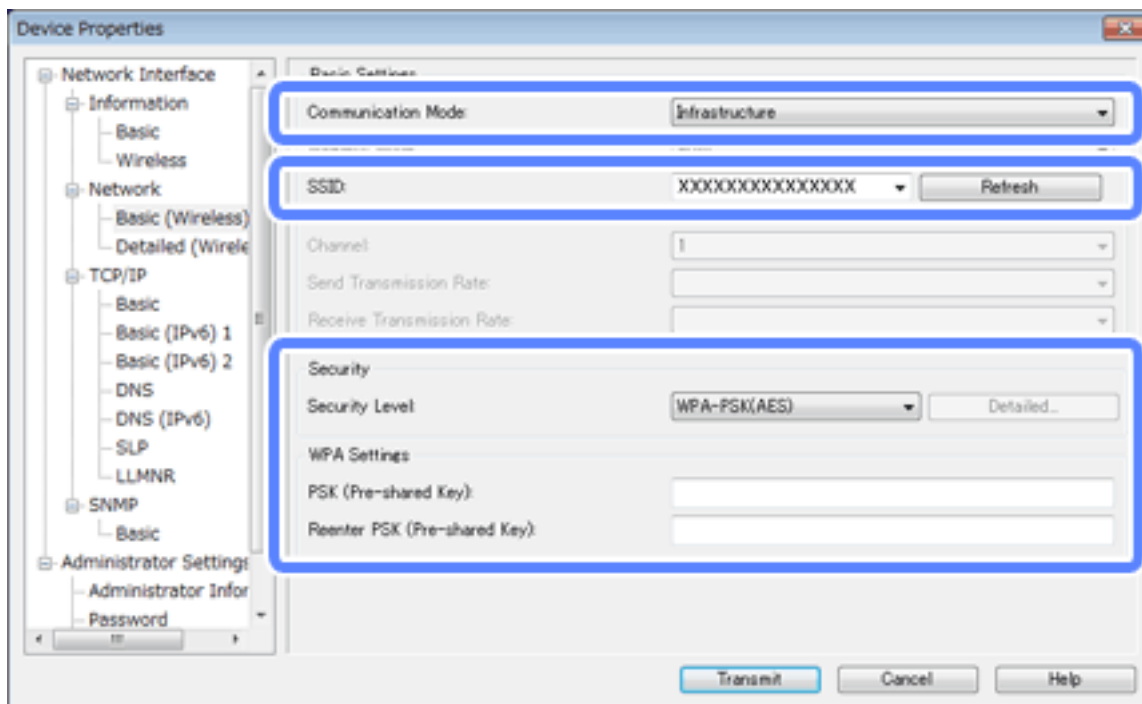 Device Properties
Network Interface
Information
Basic
Wireless
Network
Basic (Wireless)
Detailed (Wirele
TCP/IP
Basic
Basic (IPv6) 1
Basic (IPv6) 2
DNS
DNS (IPv6)
SLP
LLMNR
SNMP
Basic
Administrator Settings
Administrator Infor
Password
Basic Settings
Communication Mode: Infrastructure
SSID: XXXXXXXXXXXXXXX Refresh
Channel: 1
Send Transmission Rate:
Receive Transmission Rate:
Security
Security Level: WPA-PSK(AES) Detailed...
WPA Settings
PSK (Pre-shared Key):
Reenter PSK (Pre-shared Key):
Transmit Cancel Help